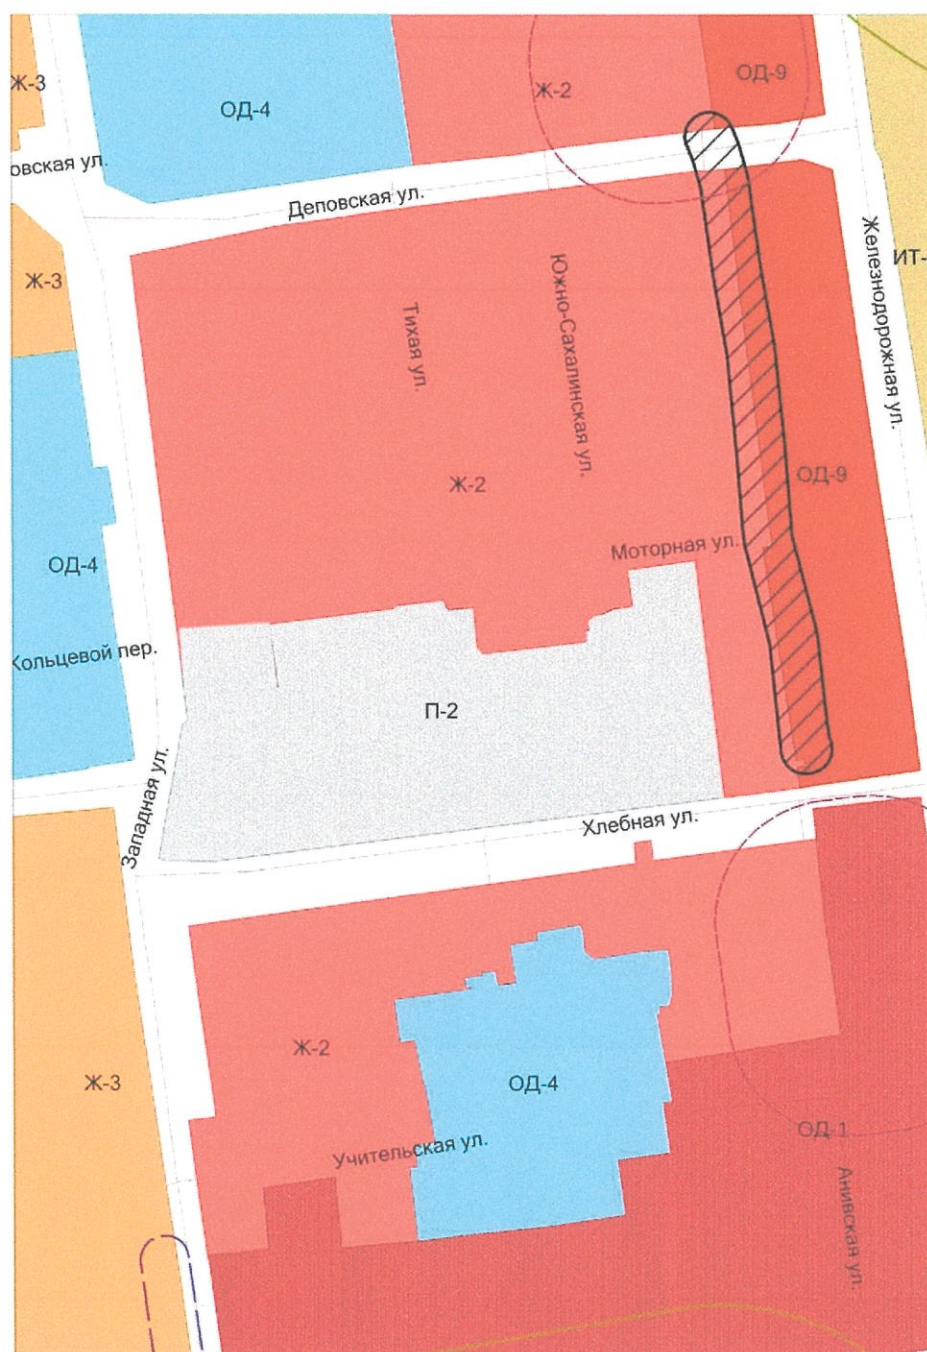 Ж-3
ОД-4
Ж-2
ОД-9
овская ул.
Деповская ул.
Железнодорожная ул.
ИТ-
Ж-3
Тихая ул.
Южно-Сахалинская ул.
Ж-2
ОД-9
Моторная ул.
ОД-4
Кольцевой пер.
П-2
Западная ул.
Хлебная ул.
Ж-2
Ж-3
ОД-4
ОД-1
Учительская ул.
Анивская ул.